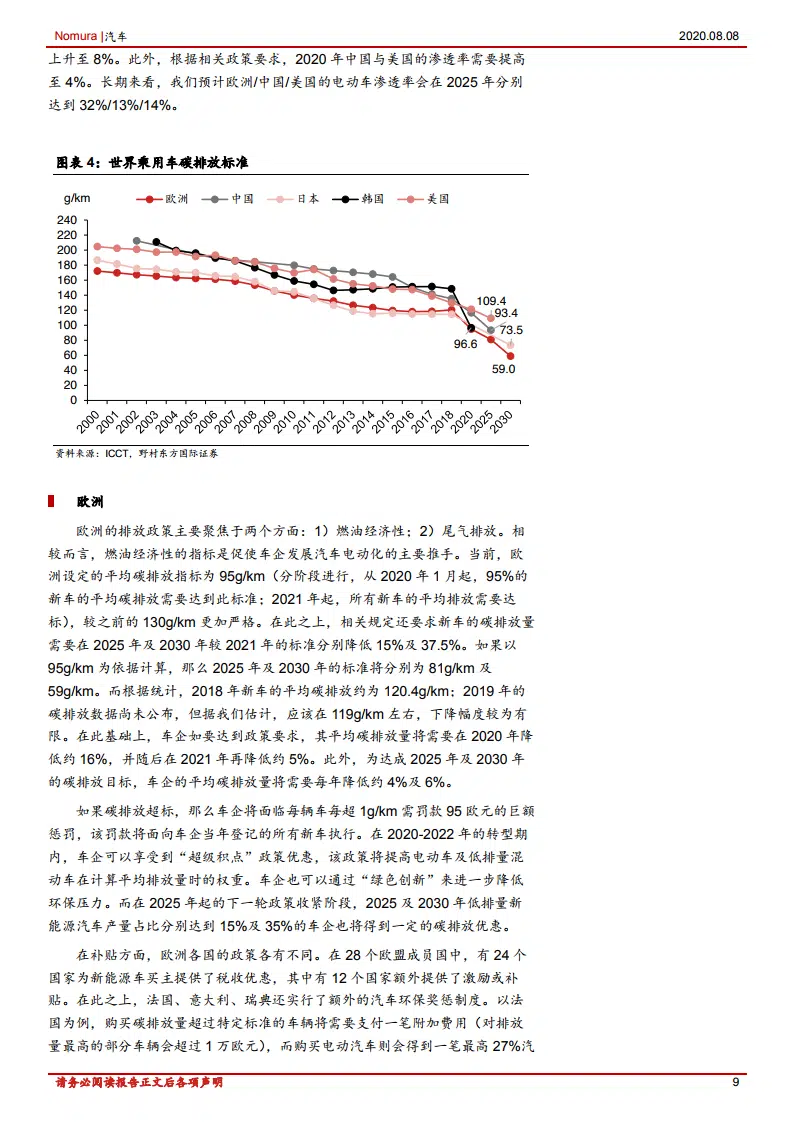 Nomura |汽车 2020.08.08
上升至 8%。此外，根据相关政策要求，2020 年中国与美国的渗透率需要提高
至 4%。长期来看，我们预计欧洲/中国/美国的电动车渗透率会在 2025 年分别
达到 32%/13%/14%。
图表 4：世界乘用车碳排放标准
g/km 欧洲 中国 日本 韩国 美国
240
220
200
180
160
140
120
100
80
60
40
20
0
109.4
93.4
73.5
96.6
59.0
2000 2001 2002 2003 2004 2005 2006 2007 2008 2009 2010 2011 2012 2013 2014 2015 2016 2017 2018 2020 2025 2030
资料来源：ICCT，野村东方国际证券
欧洲
欧洲的排放政策主要聚焦于两个方面：1）燃油经济性；2）尾气排放。相
较而言，燃油经济性的指标是促使车企发展汽车电动化的主要推手。当前，欧
洲设定的平均碳排放指标为 95g/km（分阶段进行，从 2020 年 1 月起，95%的
新车的平均碳排放需要达到此标准；2021 年起，所有新车的平均排放需要达
标），较之前的 130g/km 更加严格。在此之上，相关规定还要求新车的碳排放量
需要在 2025 年及 2030 年较 2021 年的标准分别降低 15%及 37.5%。如果以
95g/km 为依据计算，那么 2025 年及 2030 年的标准将分别为 81g/km 及
59g/km。而根据统计，2018 年新车的平均碳排放约为 120.4g/km；2019 年的
碳排放数据尚未公布，但据我们估计，应该在 119g/km 左右，下降幅度较为有
限。在此基础上，车企如要达到政策要求，其平均碳排放量将需要在 2020 年降
低约 16%，并随后在 2021 年再降低约 5%。此外，为达成 2025 年及 2030 年
的碳排放目标，车企的平均碳排放量将需要每年降低约 4%及 6%。
如果碳排放超标，那么车企将面临每辆车每超 1g/km 需罚款 95 欧元的巨额
惩罚，该罚款将面向车企当年登记的所有新车执行。在 2020-2022 年的转型期
内，车企可以享受到“超级积点”政策优惠，该政策将提高电动车及低排量混
动车在计算平均排放量时的权重。车企也可以通过“绿色创新”来进一步降低
环保压力。而在 2025 年起的下一轮政策收紧阶段，2025 及 2030 年低排量新
能源汽车产量占比分别达到 15%及 35%的车企也将得到一定的碳排放优惠。
在补贴方面，欧洲各国的政策各有不同。在 28 个欧盟成员国中，有 24 个
国家为新能源车买主提供了税收优惠，其中有 12 个国家额外提供了激励或补
贴。在此之上，法国、意大利、瑞典还实行了额外的汽车环保奖惩制度。以法
国为例，购买碳排放量超过特定标准的车辆将需要支付一笔附加费用（对排放
量最高的部分车辆会超过 1 万欧元），而购买电动汽车则会得到一笔最高 27%汽
请务必阅读报告正文后各项声明 9